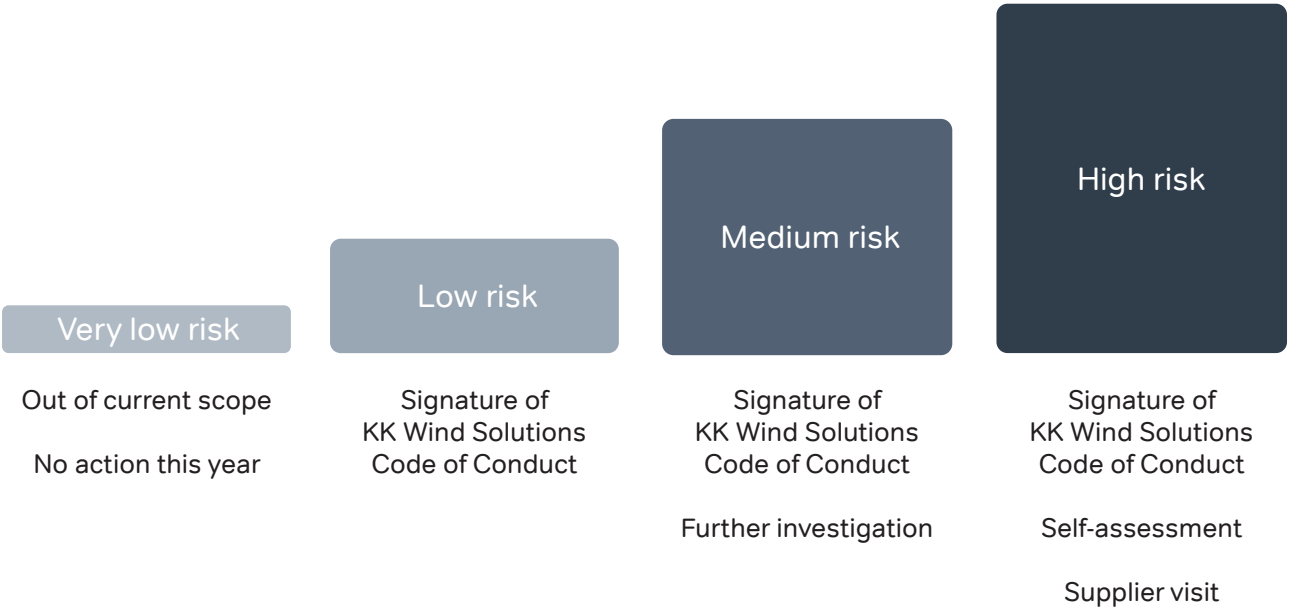 Very low risk
Out of current scope
No action this year
Low risk
Signature of
KK Wind Solutions
Code of Conduct
Medium risk
Signature of
KK Wind Solutions
Code of Conduct
Further investigation
High risk
Signature of
KK Wind Solutions
Code of Conduct
Self-assessment
Supplier visit